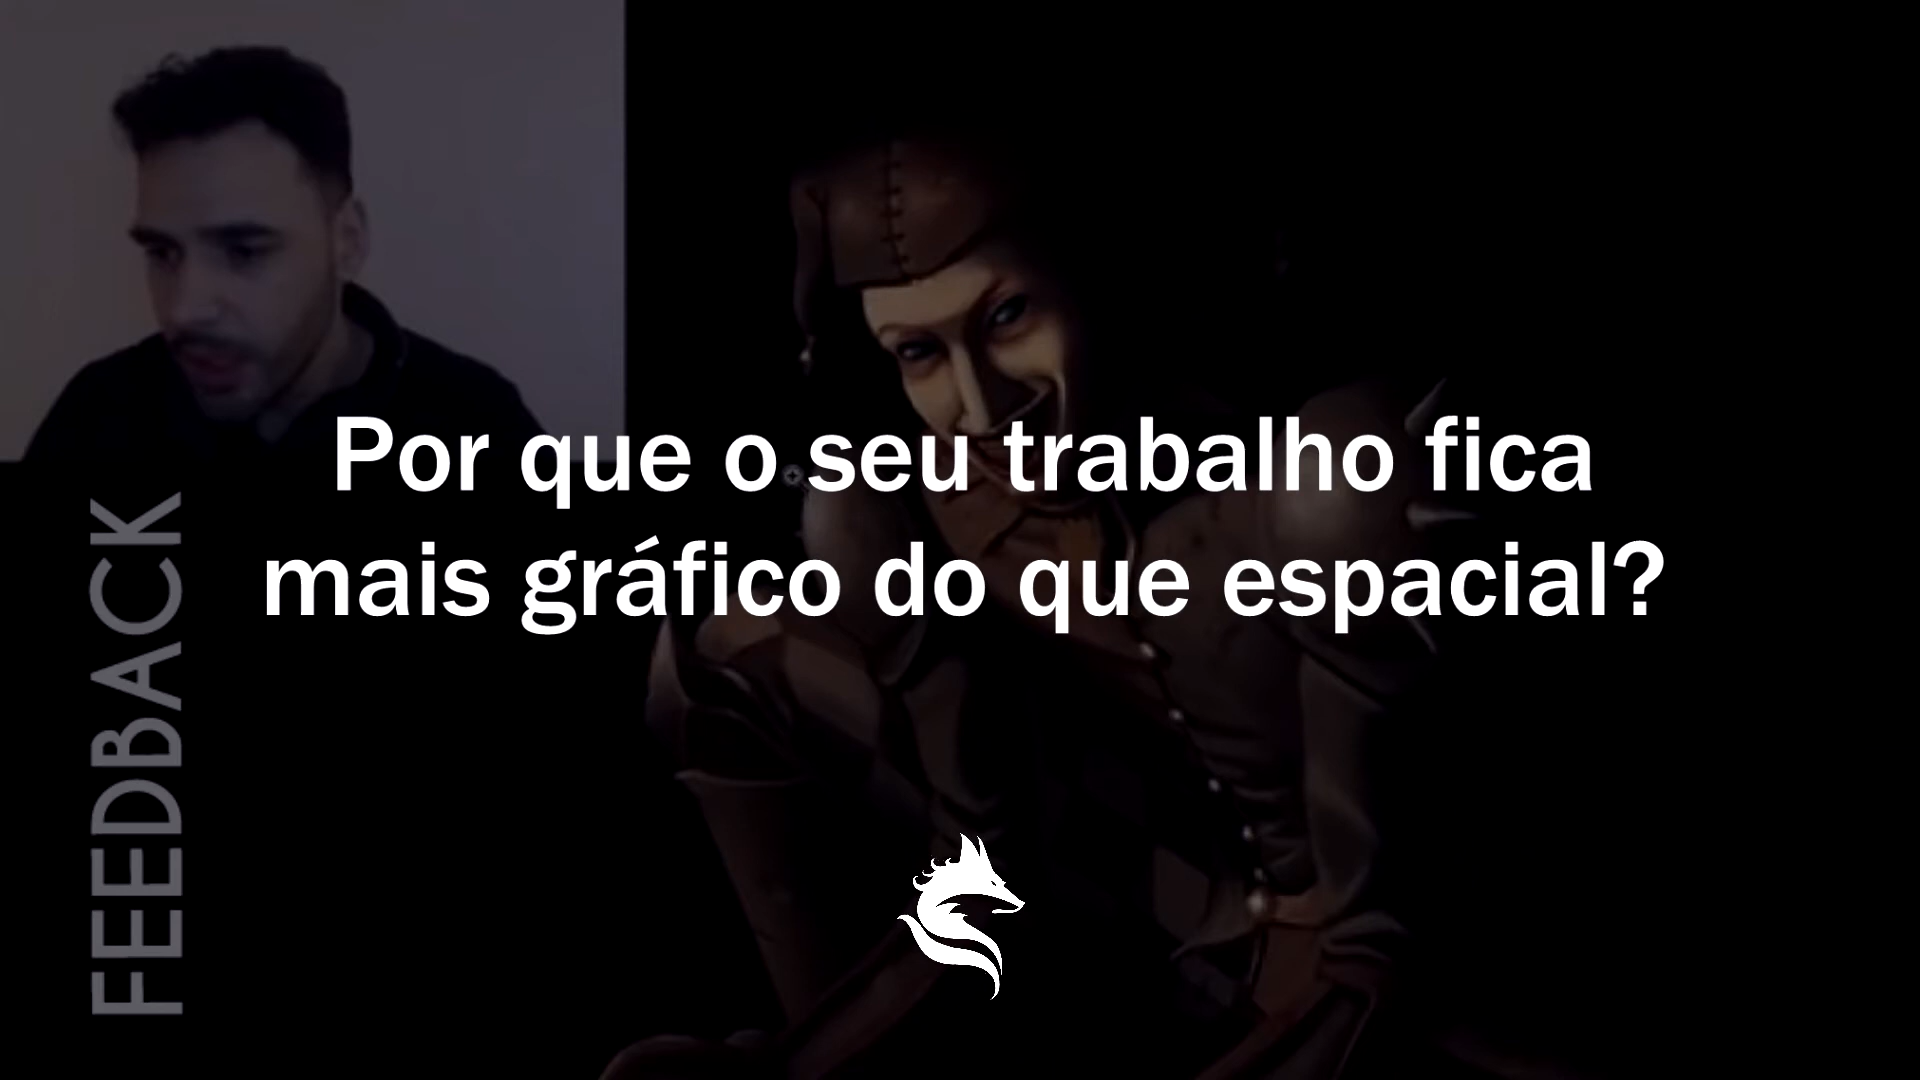 Por que o seu trabalho fica
mais gráfico do que espacial?
FEEDBACK